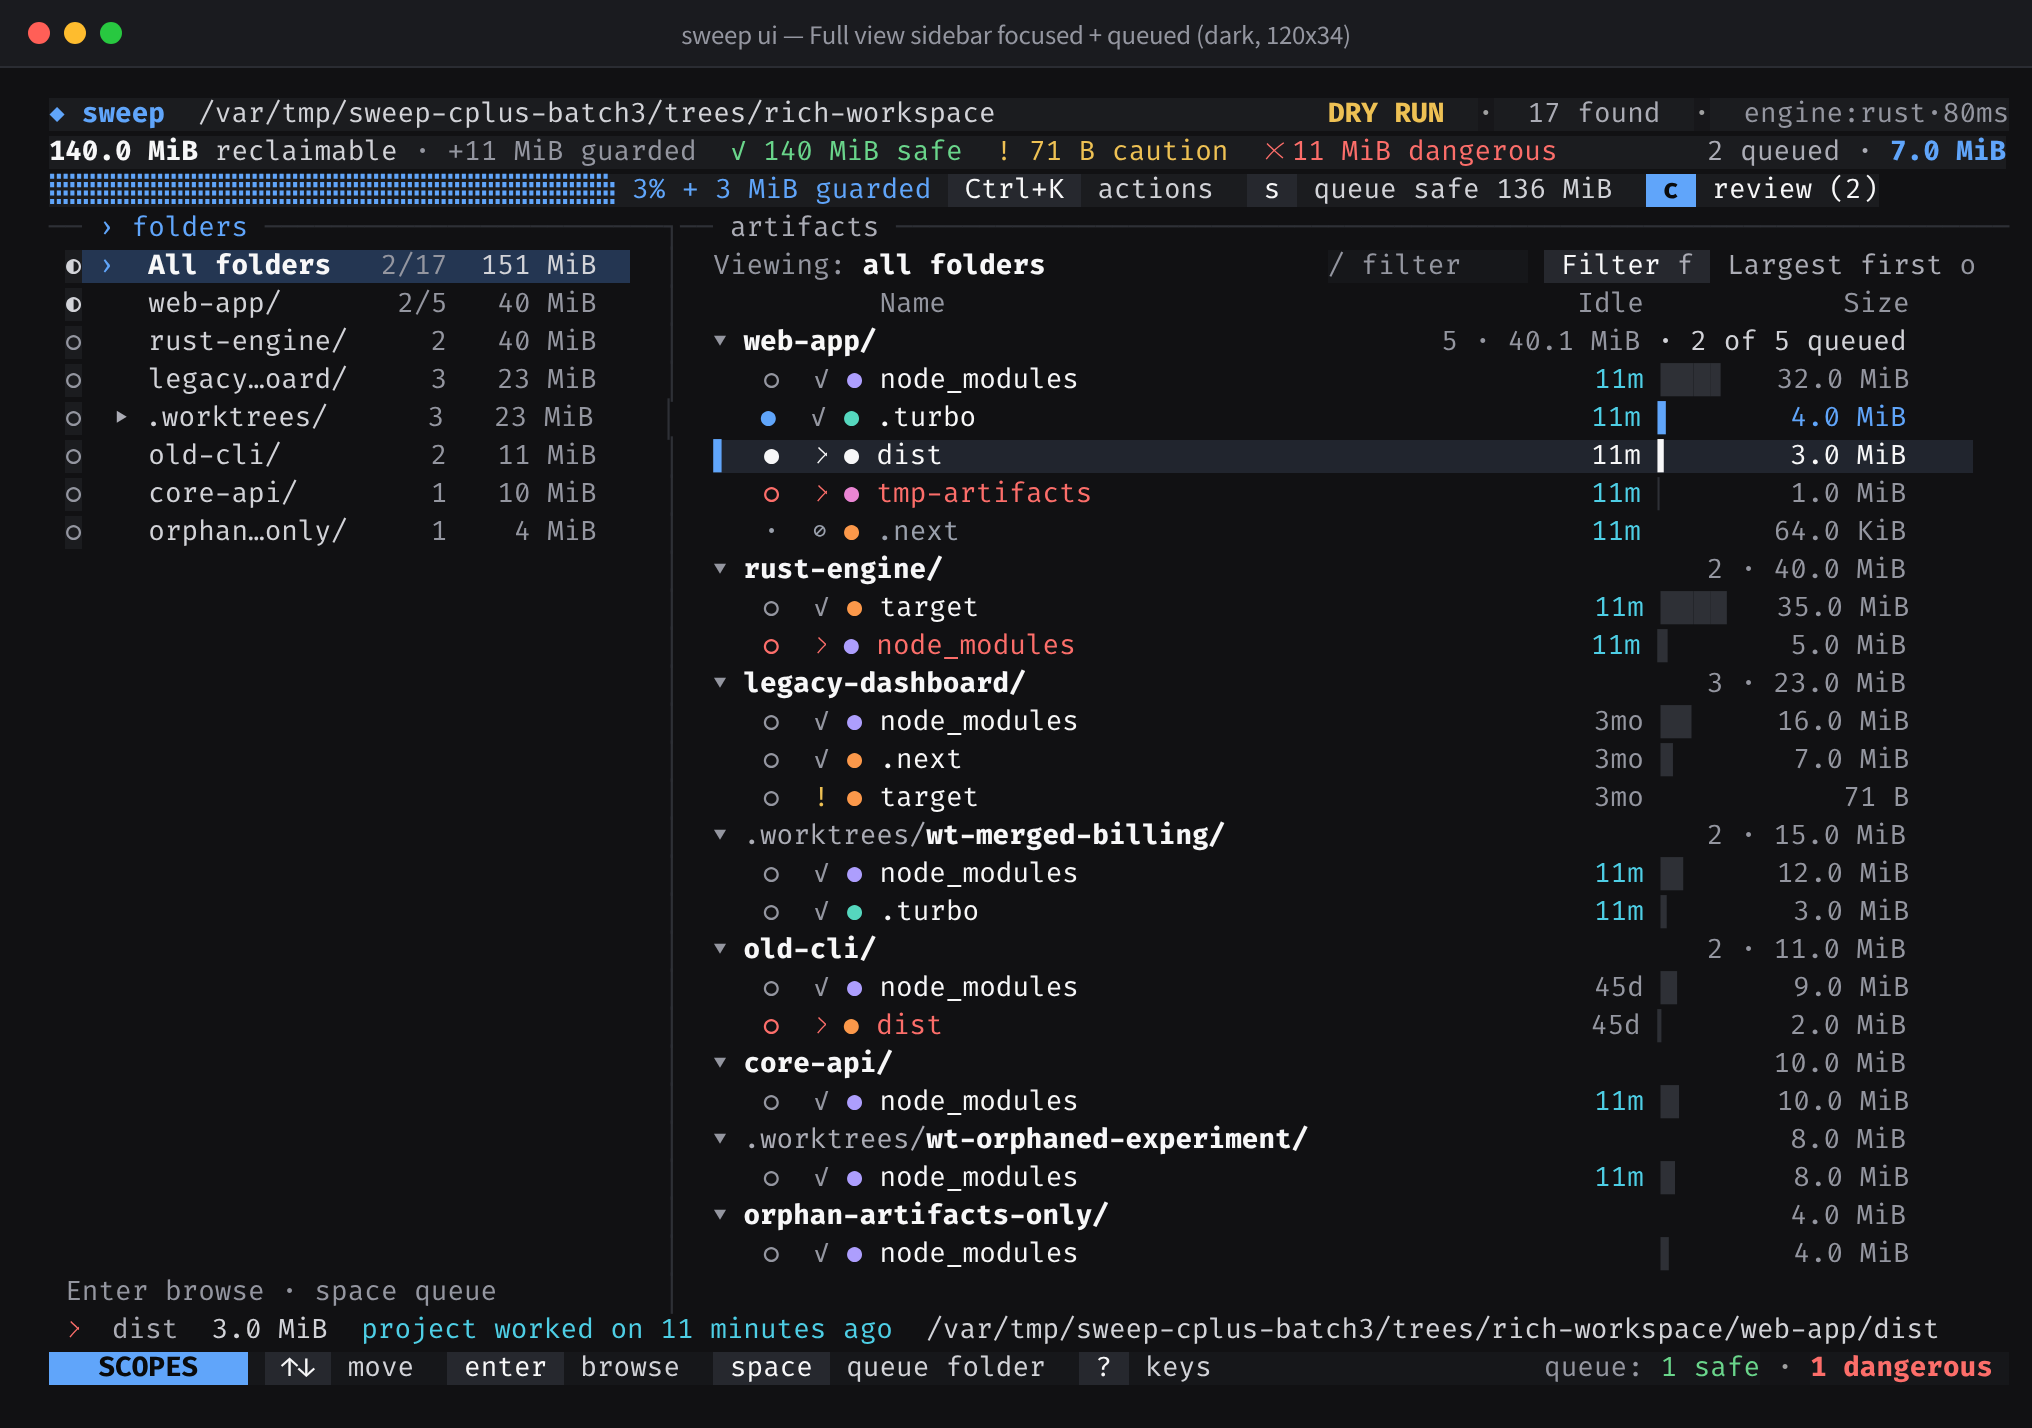 sweep ui — Full view sidebar focused + queued (dark, 120x34)
◆ sweep /var/tmp/sweep-cplus-batch3/trees/rich-workspace DRY RUN · 17 found · engine:rust·80ms
140.0 MiB reclaimable · +11 MiB guarded √ 140 MiB safe ! 71 B caution ×11 MiB dangerous 2 queued · 7.0 MiB
3% + 3 MiB guarded Ctrl+K actions s queue safe 136 MiB c review (2)
› folders
◐ › All folders 2/17 151 MiB
◐ web-app/ 2/5 40 MiB
○ rust-engine/ 2 40 MiB
○ legacy…oard/ 3 23 MiB
○ ▸ .worktrees/ 3 23 MiB
○ old-cli/ 2 11 MiB
○ core-api/ 1 10 MiB
○ orphan…only/ 1 4 MiB
Enter browse · space queue
artifacts
Viewing: all folders / filter Filter f Largest first o
Name Idle Size
▾ web-app/ 5 · 40.1 MiB · 2 of 5 queued
○ √ ● node_modules 11m 32.0 MiB
● √ ● .turbo 11m 4.0 MiB
● > ● dist 11m 3.0 MiB
○ > ● tmp-artifacts 11m 1.0 MiB
· ⊘ ● .next 11m 64.0 KiB
▾ rust-engine/ 2 · 40.0 MiB
○ √ ● target 11m 35.0 MiB
○ > ● node_modules 11m 5.0 MiB
▾ legacy-dashboard/ 3 · 23.0 MiB
○ √ ● node_modules 3mo 16.0 MiB
○ √ ● .next 3mo 7.0 MiB
○ ! ● target 3mo 71 B
▾ .worktrees/wt-merged-billing/ 2 · 15.0 MiB
○ √ ● node_modules 11m 12.0 MiB
○ √ ● .turbo 11m 3.0 MiB
▾ old-cli/ 2 · 11.0 MiB
○ √ ● node_modules 45d 9.0 MiB
○ > ● dist 45d 2.0 MiB
▾ core-api/ 10.0 MiB
○ √ ● node_modules 11m 10.0 MiB
▾ .worktrees/wt-orphaned-experiment/ 8.0 MiB
○ √ ● node_modules 11m 8.0 MiB
▾ orphan-artifacts-only/ 4.0 MiB
○ √ ● node_modules 4.0 MiB
> dist 3.0 MiB project worked on 11 minutes ago /var/tmp/sweep-cplus-batch3/trees/rich-workspace/web-app/dist
SCOPES ↑↓ move enter browse space queue folder ? keys queue: 1 safe · 1 dangerous